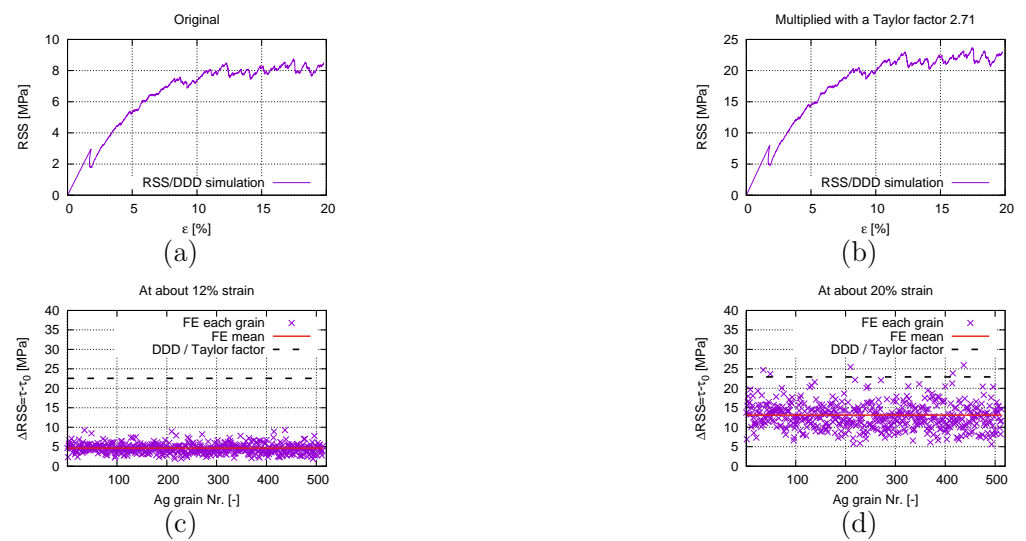 Original
RSS [MPa]
10
8
6
4
2
0
RSS/DDD simulation
0 5 10 15 20
ε [%]
(a)
Multiplied with a Taylor factor 2.71
RSS [MPa]
25
20
15
10
5
0
RSS/DDD simulation
0 5 10 15 20
ε [%]
(b)
At about 12% strain
ΔRSS=τ-τ0 [MPa]
40
35
30
25
20
15
10
5
0
FE each grain
FE mean
DDD / Taylor factor
100 200 300 400 500
Ag grain Nr. [-]
(c)
At about 20% strain
ΔRSS=τ-τ0 [MPa]
40
35
30
25
20
15
10
5
0
FE each grain
FE mean
DDD / Taylor factor
100 200 300 400 500
Ag grain Nr. [-]
(d)